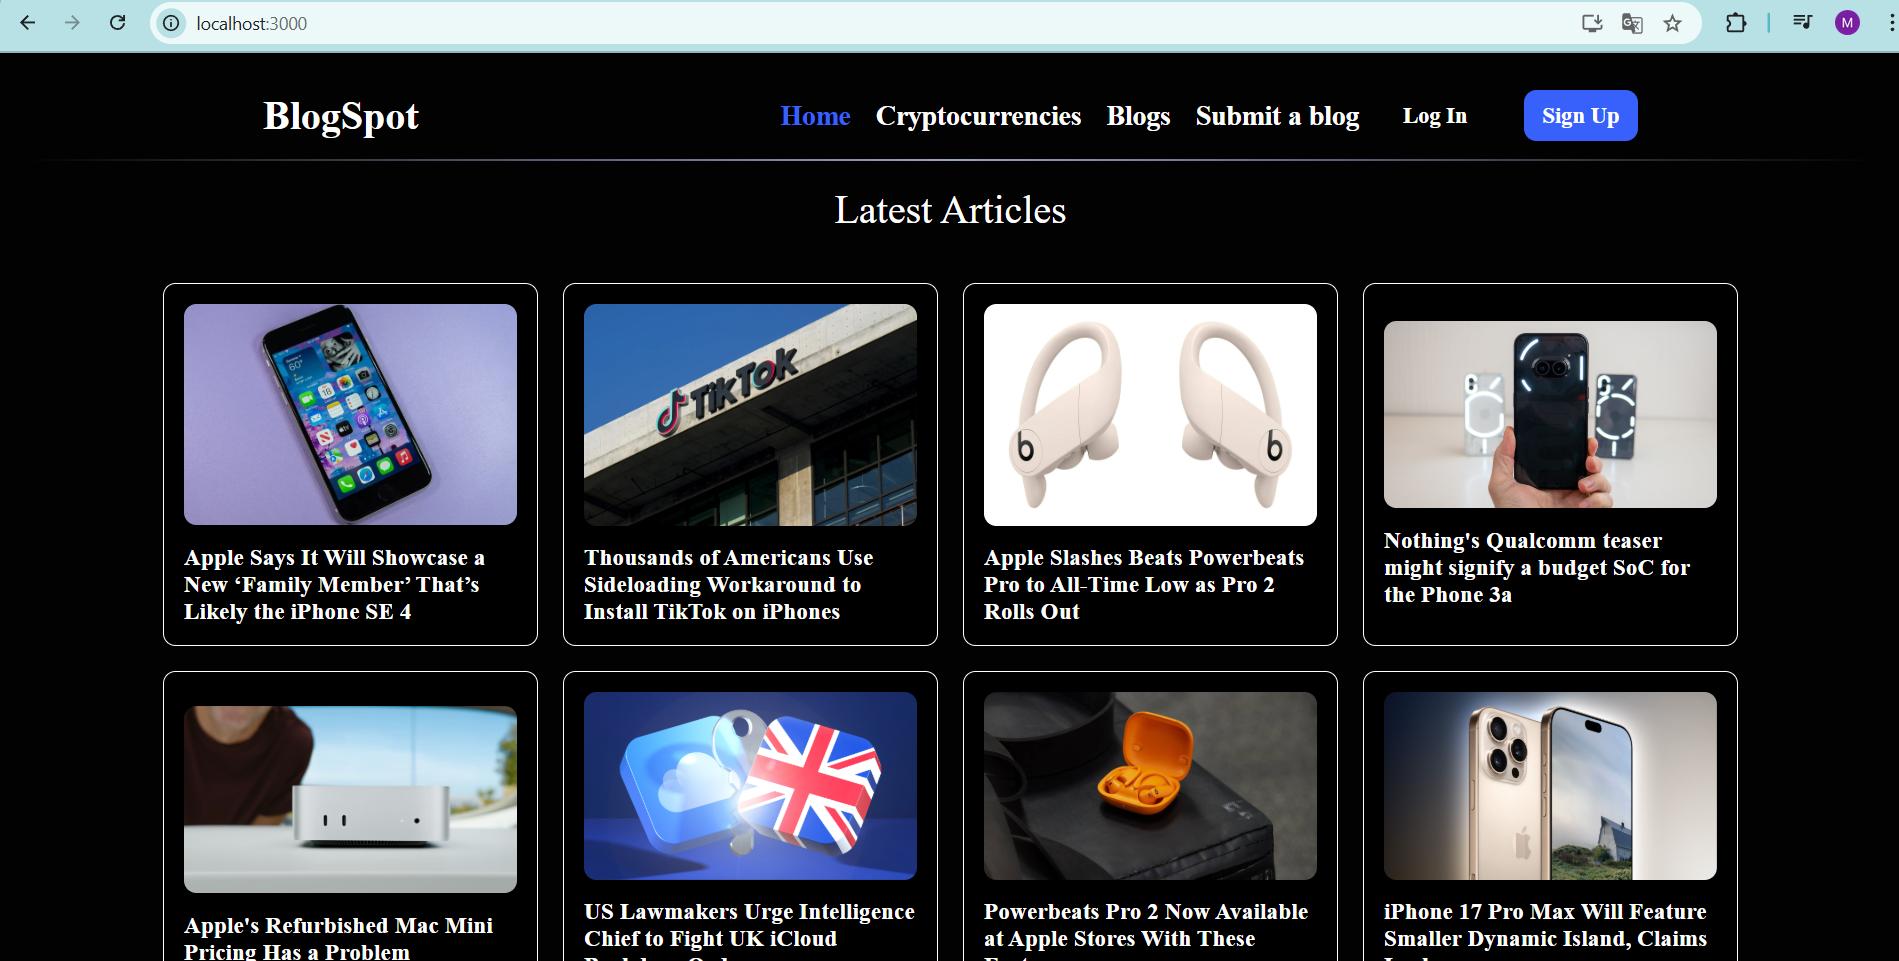 localhost:3000
M
BlogSpot
Home Cryptocurrencies Blogs Submit a blog Log In Sign Up
Latest Articles
TikTok
b b
Apple Says It Will Showcase a
New ‘Family Member’ That’s
Likely the iPhone SE 4
Thousands of Americans Use
Sideloading Workaround to
Install TikTok on iPhones
Apple Slashes Beats Powerbeats
Pro to All-Time Low as Pro 2
Rolls Out
Nothing's Qualcomm teaser
might signify a budget SoC for
the Phone 3a
Apple's Refurbished Mac Mini
Pricing Has a Problem
US Lawmakers Urge Intelligence
Chief to Fight UK iCloud
Powerbeats Pro 2 Now Available
at Apple Stores With These
iPhone 17 Pro Max Will Feature
Smaller Dynamic Island, Claims